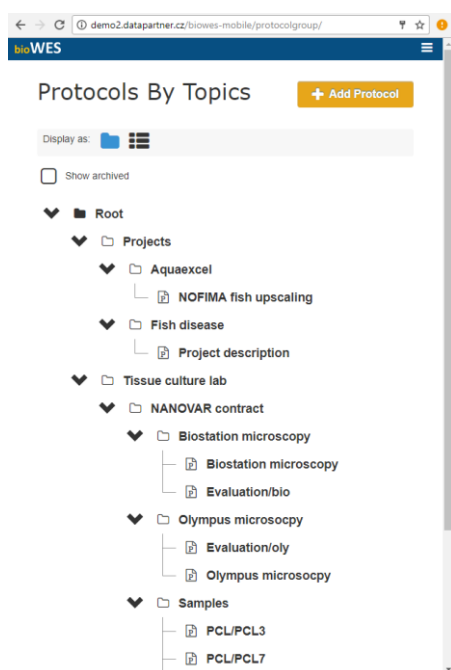 demo2.datapartner.cz/biowes-mobile/protocolgroup/
bioWES
Protocols By Topics
Add Protocol
Display as:
Show archived
Root
Projects
Aquaexcel
NOFIMA fish upscaling
Fish disease
Project description
Tissue culture lab
NANOVAR contract
Biostation microscopy
Biostation microscopy
Evaluation/bio
Olympus microsocpy
Evaluation/oly
Olympus microsocpy
Samples
PCL/PCL3
PCL/PCL7